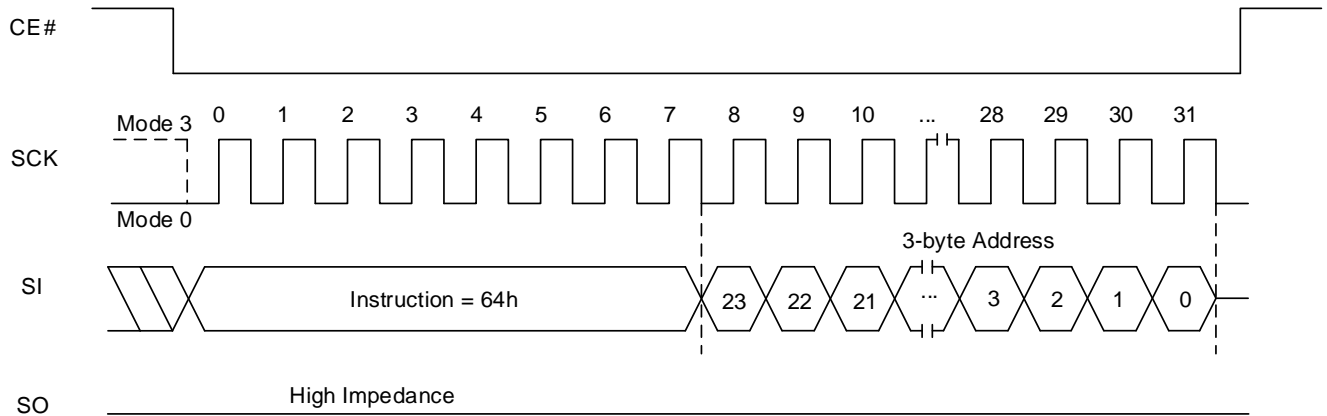 CE#
0 1 2 3 4 5 6 7 8 9 10 ... 28 29 30 31
Mode 3
SCK
Mode 0
3-byte Address
SI
Instruction = 64h 23 22 21 ... 3 2 1 0
High Impedance
SO